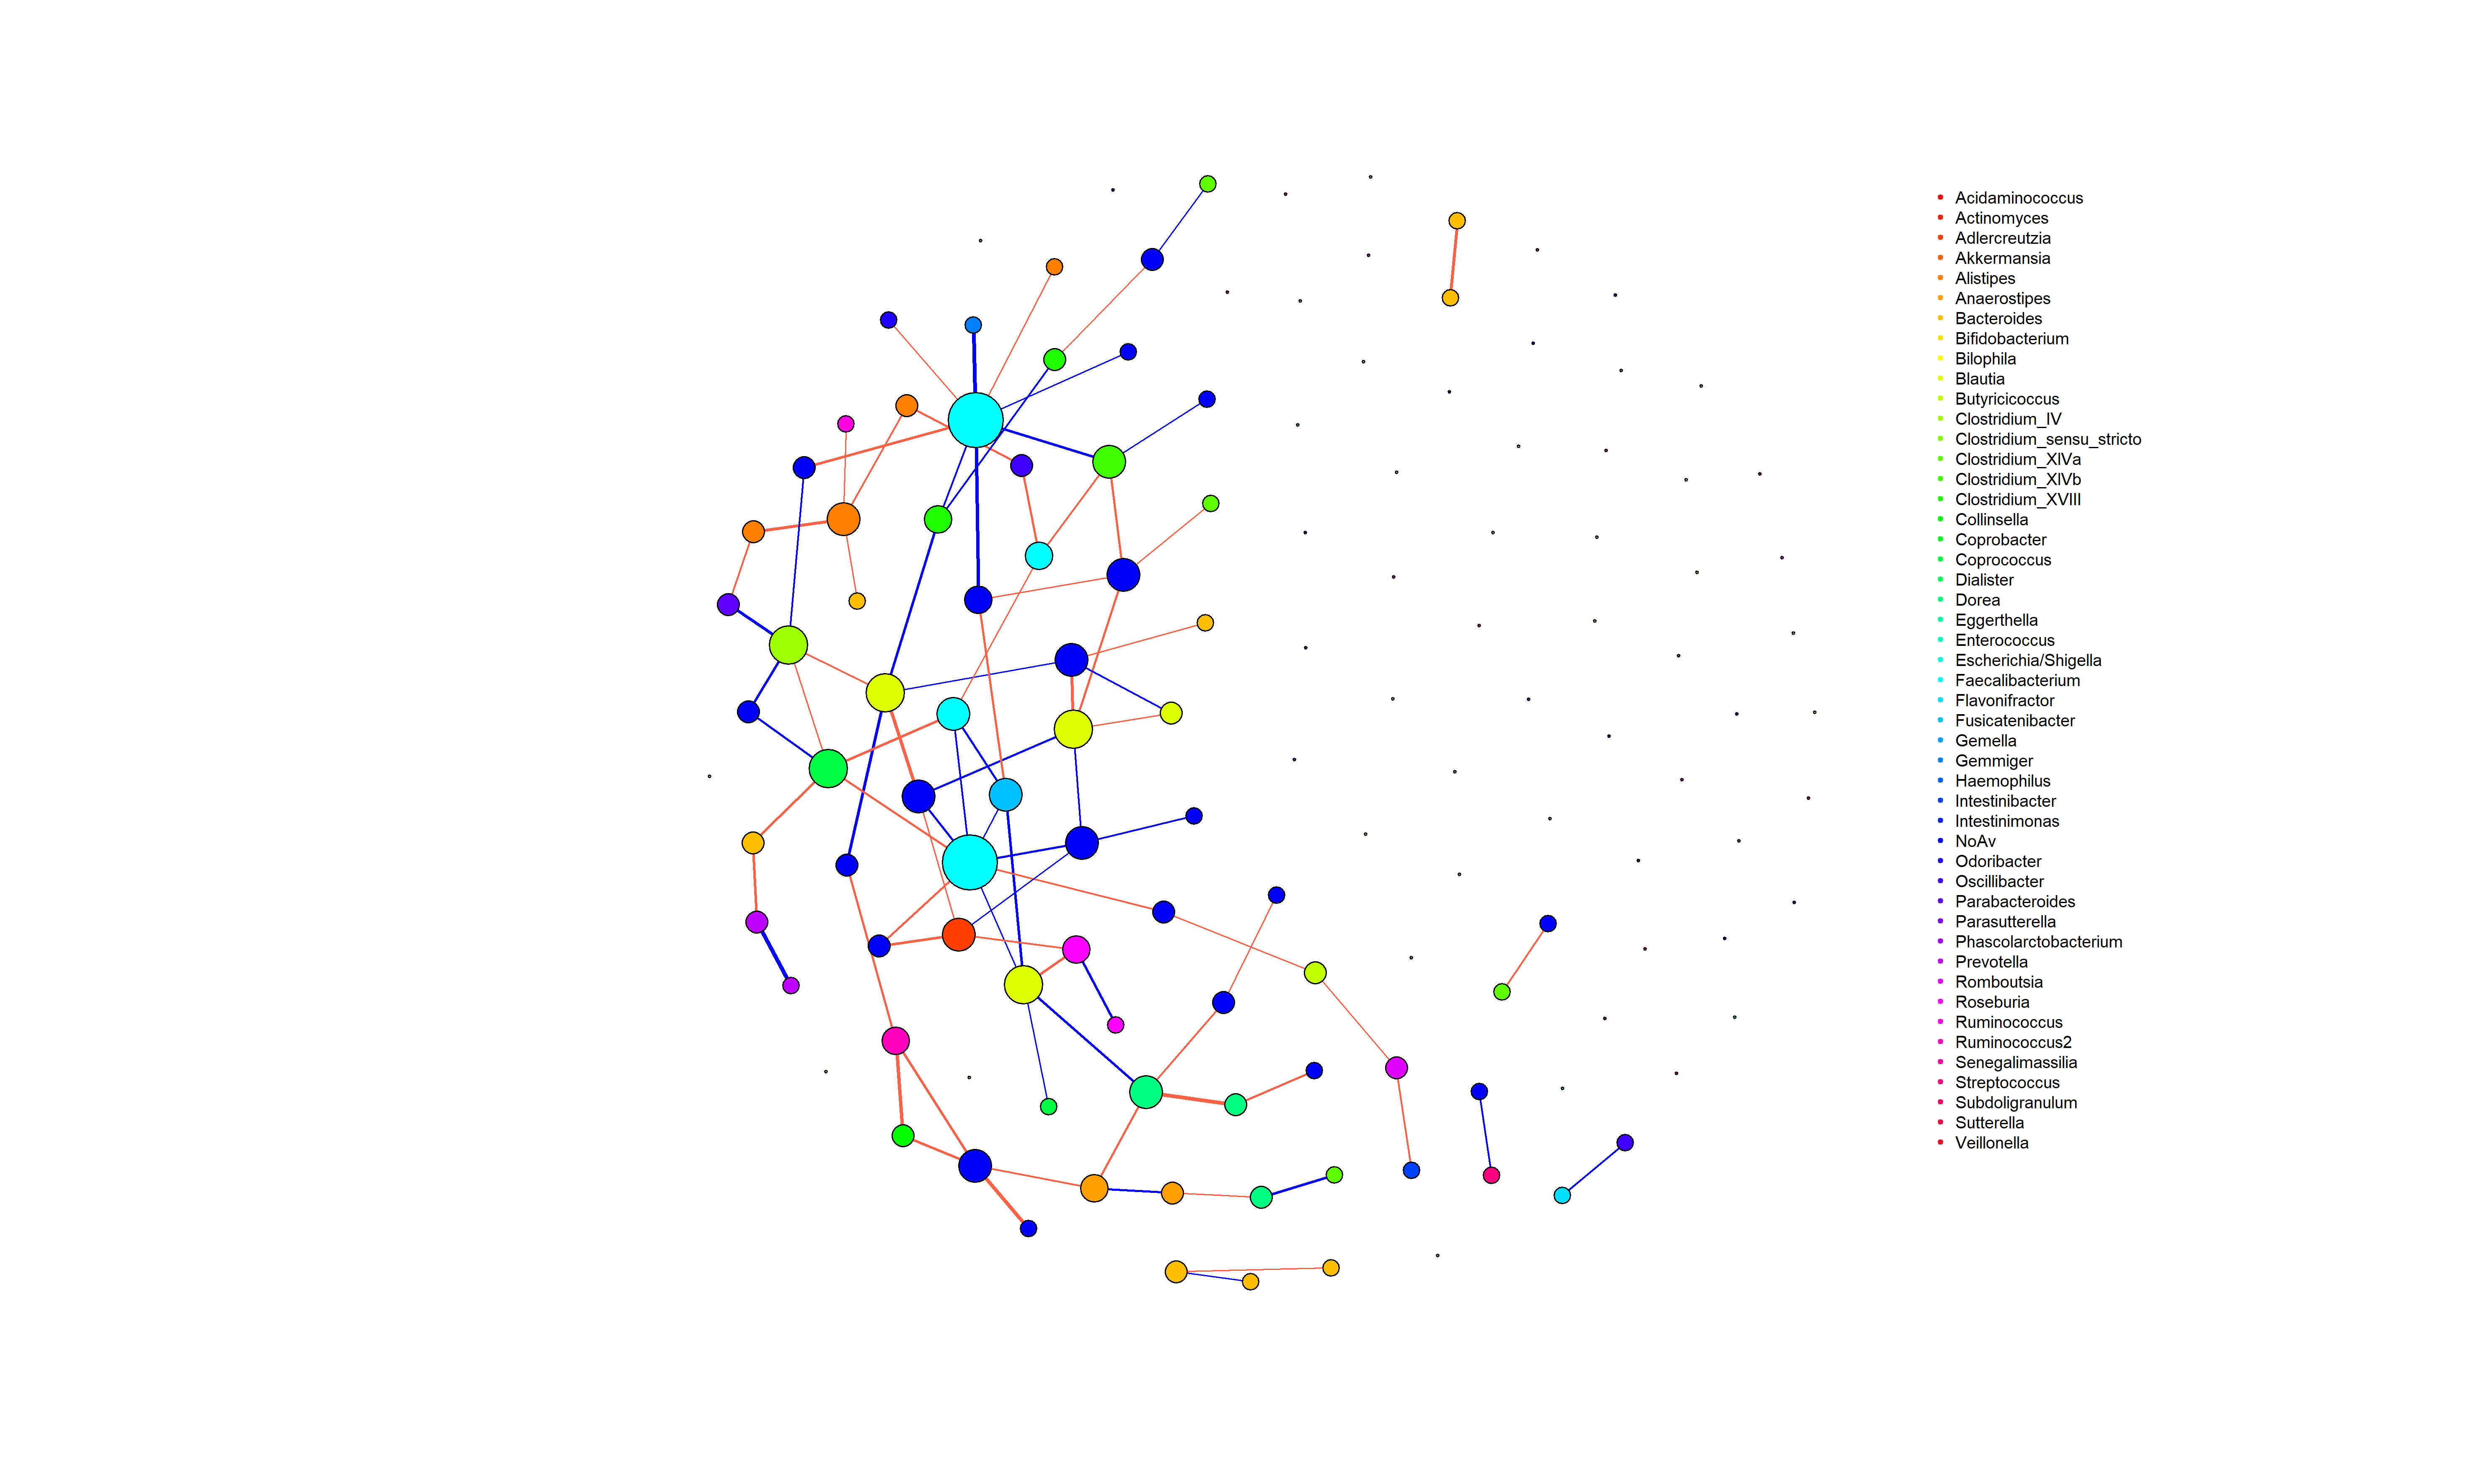 Acidaminococcus
Actinomyces
Adlercreutzia
Akkermansia
Alistipes
Anaerostipes
Bacteroides
Bifidobacterium
Bilophila
Blautia
Butyricicoccus
Clostridium_IV
Clostridium_sensu_stricto
Clostridium_XlVa
Clostridium_XlVb
Clostridium_XVIII
Collinsella
Coprobacter
Coprococcus
Dialister
Dorea
Eggerthella
Enterococcus
Escherichia/Shigella
Faecalibacterium
Flavonifractor
Fusicatenibacter
Gemella
Gemmiger
Haemophilus
Intestinibacter
Intestinimonas
NoAv
Odoribacter
Oscillibacter
Parabacteroides
Parasutterella
Phascolarctobacterium
Prevotella
Romboutsia
Roseburia
Ruminococcus
Ruminococcus2
Senegalimassilia
Streptococcus
Subdoligranulum
Sutterella
Veillonella